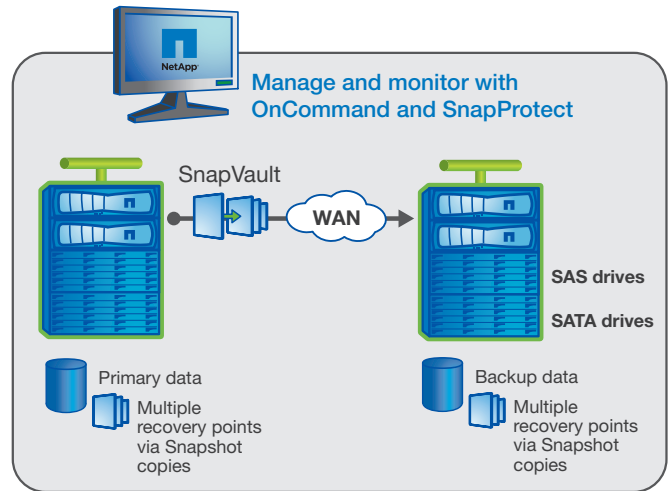 NetApp
Manage and monitor with
OnCommand and SnapProtect
SnapVault
WAN
SAS drives
SATA drives
Primary data
Multiple
recovery points
via Snapshot
copies
Backup data
Multiple
recovery points
via Snapshot
copies